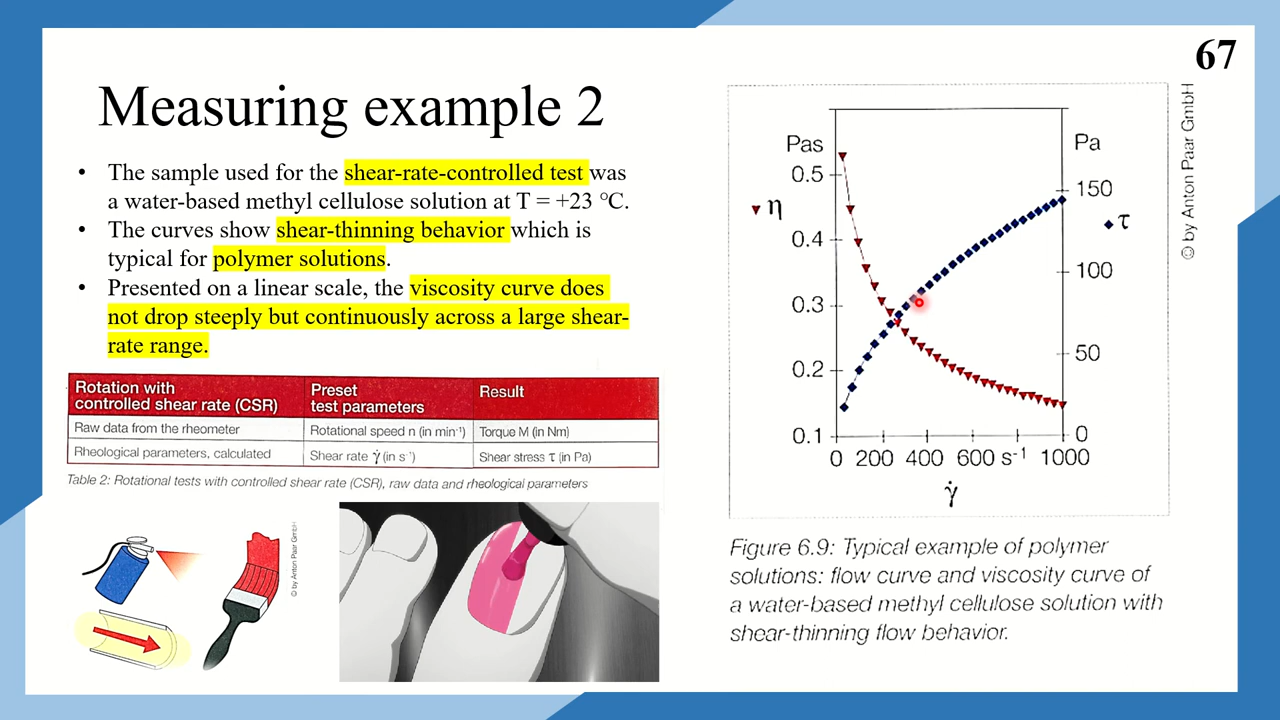 67
Measuring example 2
• The sample used for the shear-rate-controlled test was
a water-based methyl cellulose solution at T = +23 °C.
• The curves show shear-thinning behavior which is
typical for polymer solutions.
• Presented on a linear scale, the viscosity curve does
not drop steeply but continuously across a large shear-
rate range.
Rotation with controlled shear rate (CSR) Preset test parameters Result
Raw data from the rheometer Rotational speed n (in min⁻¹) Torque M (in Nm)
Rheological parameters, calculated Shear rate γ̇ (in s⁻¹) Shear stress τ (in Pa)
Table 2: Rotational tests with controlled shear rate (CSR), raw data and rheological parameters
© by Anton Paar GmbH
© by Anton Paar GmbH
Pas
0.5
η
0.4
0.3
0.2
0.1
Pa
150
τ
100
50
0
0 200 400 600 s⁻¹ 1000
γ̇
Figure 6.9: Typical example of polymer
solutions: flow curve and viscosity curve of
a water-based methyl cellulose solution with
shear-thinning flow behavior.